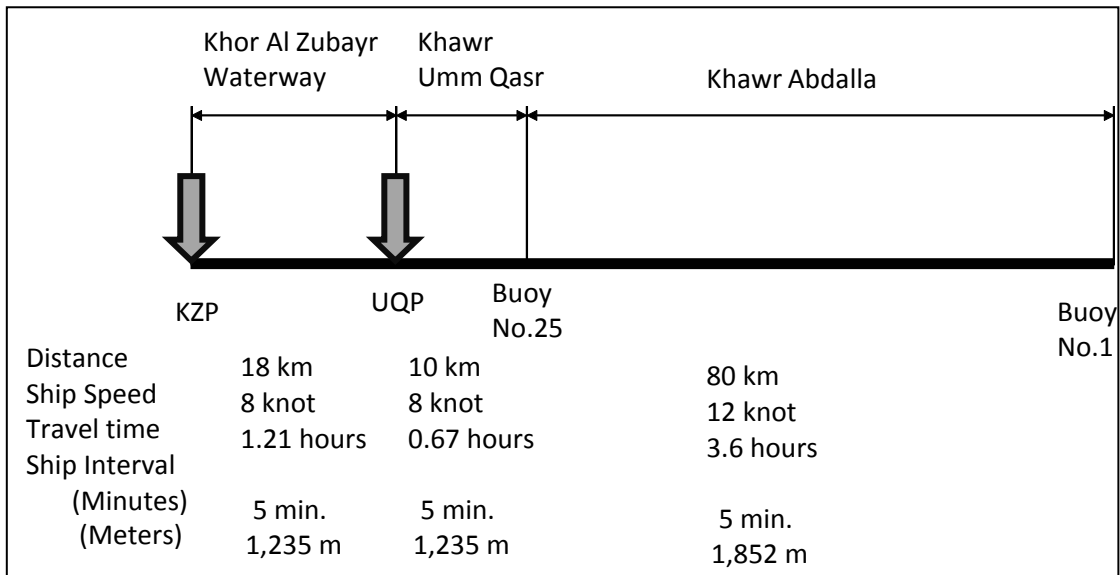 Khor Al Zubayr
Waterway
Khawr
Umm Qasr
Khawr Abdalla
KZP
UQP
Buoy
No.25
Buoy
No.1
Distance 18 km 10 km 80 km
Ship Speed 8 knot 8 knot 12 knot
Travel time 1.21 hours 0.67 hours 3.6 hours
Ship Interval
(Minutes) 5 min. 5 min. 5 min.
(Meters) 1,235 m 1,235 m 1,852 m